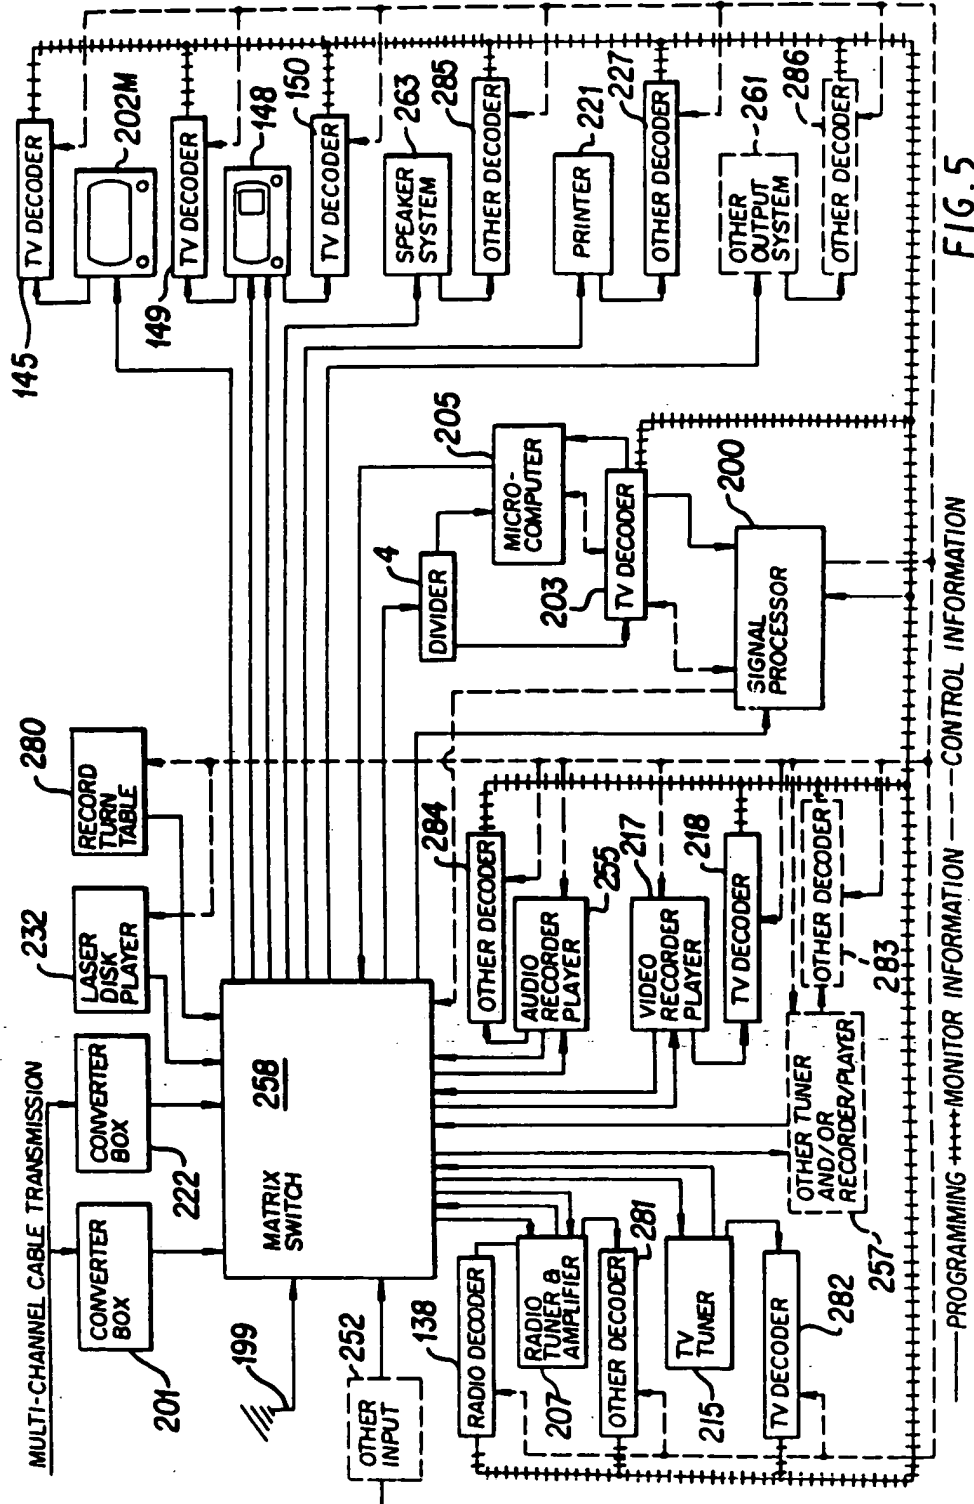 MULTI-CHANNEL CABLE TRANSMISSION
201
CONVERTER
BOX
222
CONVERTER
BOX
232
LASER
DISK
PLAYER
280
RECORD
TURN
TABLE
199
252
OTHER
INPUT
MATRIX
SWITCH
258
145
TV DECODER
202M
149
TV DECODER
148
150
TV DECODER
263
SPEAKER
SYSTEM
285
OTHER DECODER
221
PRINTER
227
OTHER DECODER
261
OTHER
OUTPUT
SYSTEM
286
OTHER DECODER
4
DIVIDER
205
MICRO-
COMPUTER
203
TV DECODER
200
SIGNAL
PROCESSOR
138
RADIO DECODER
207
RADIO
TUNER &
AMPLIFIER
281
OTHER DECODER
215
TV
TUNER
282
TV DECODER
284
OTHER DECODER
255
AUDIO
RECORDER
PLAYER
217
VIDEO
RECORDER
PLAYER
218
TV DECODER
257
OTHER TUNER
AND/OR
RECORDER/PLAYER
283
OTHER DECODER
PROGRAMMING MONITOR INFORMATION CONTROL INFORMATION
FIG. 5